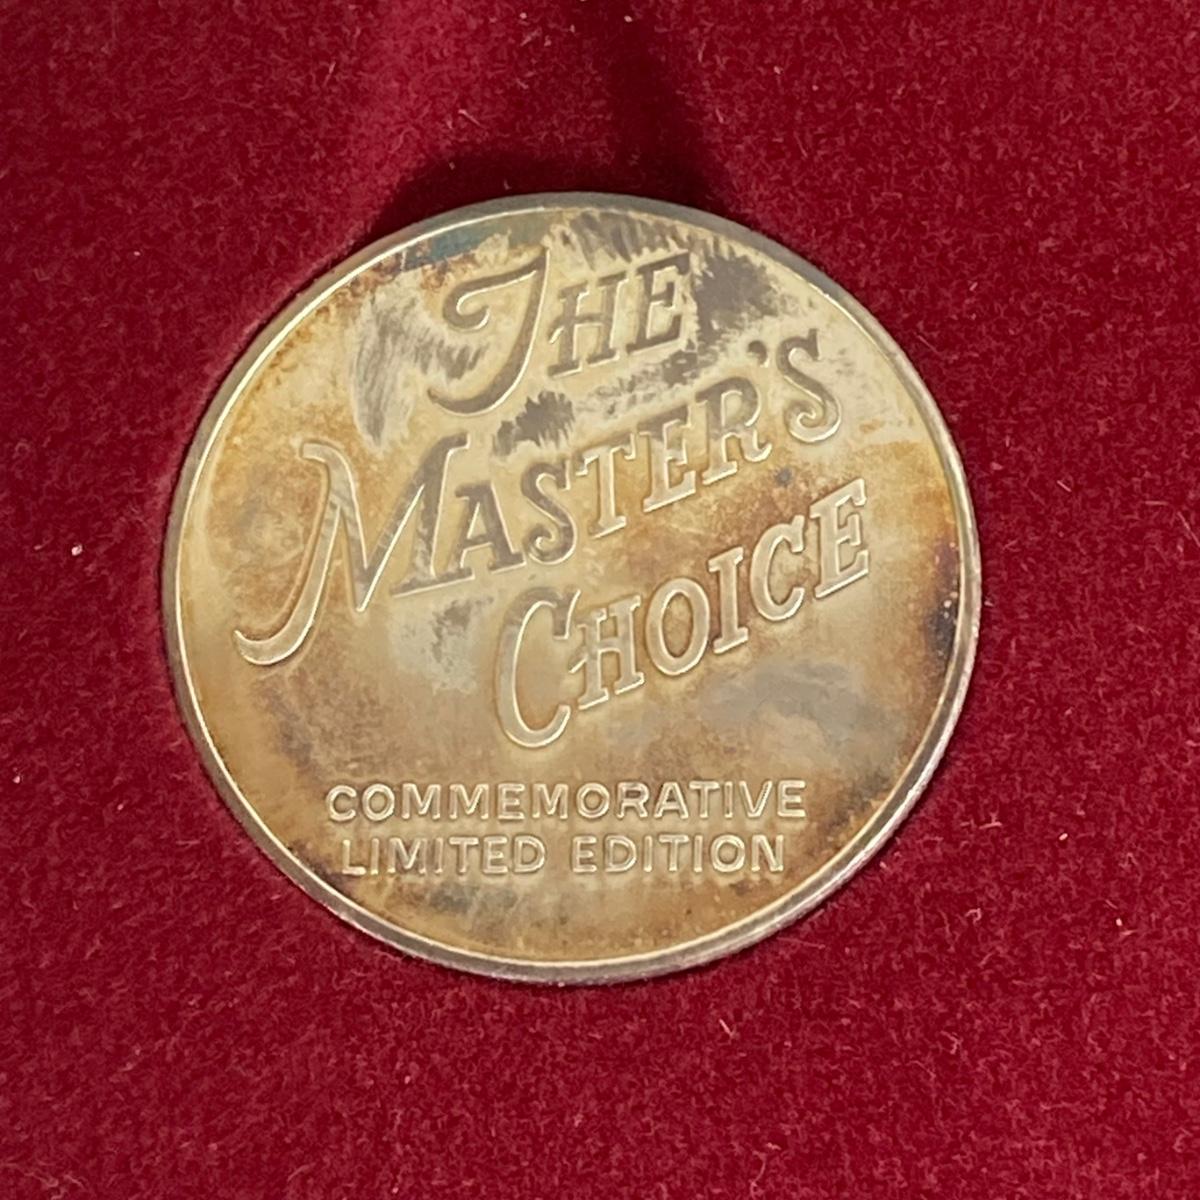 THE
MASTER'S
CHOICE
COMMEMORATIVE
LIMITED EDITION